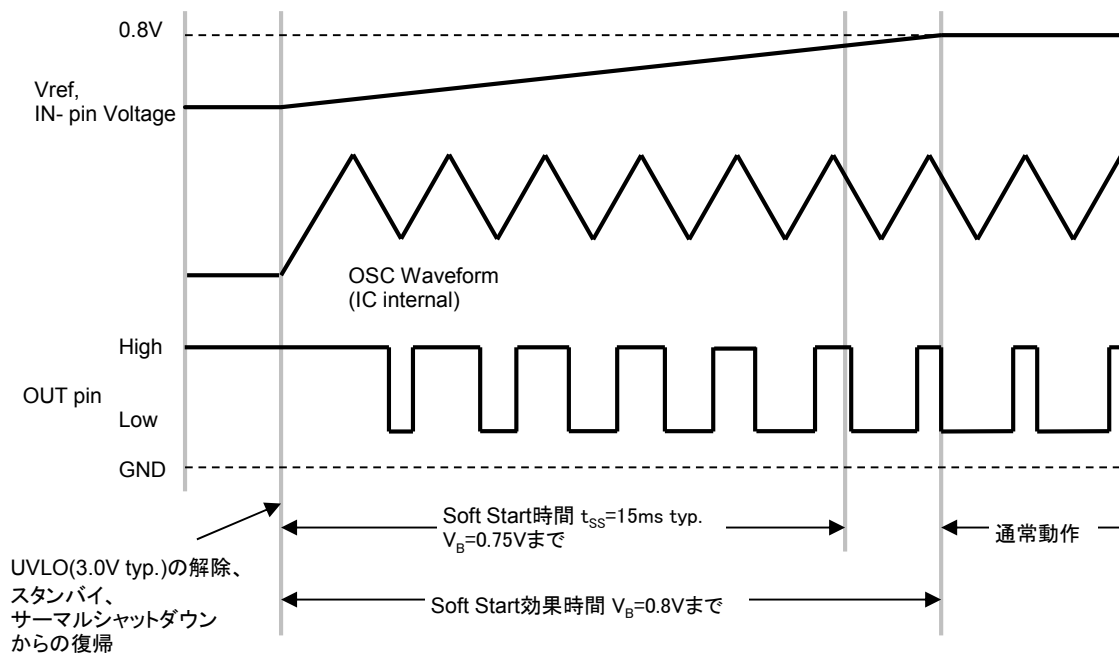 0.8V
Vref,
IN- pin Voltage
OSC Waveform
(IC internal)
High
OUT pin
Low
GND
Soft Start時間 tSS=15ms typ.
VB=0.75Vまで
通常動作
UVLO(3.0V typ.)の解除、
スタンバイ、
サーマルシャットダウン
からの復帰
Soft Start効果時間 VB=0.8Vまで